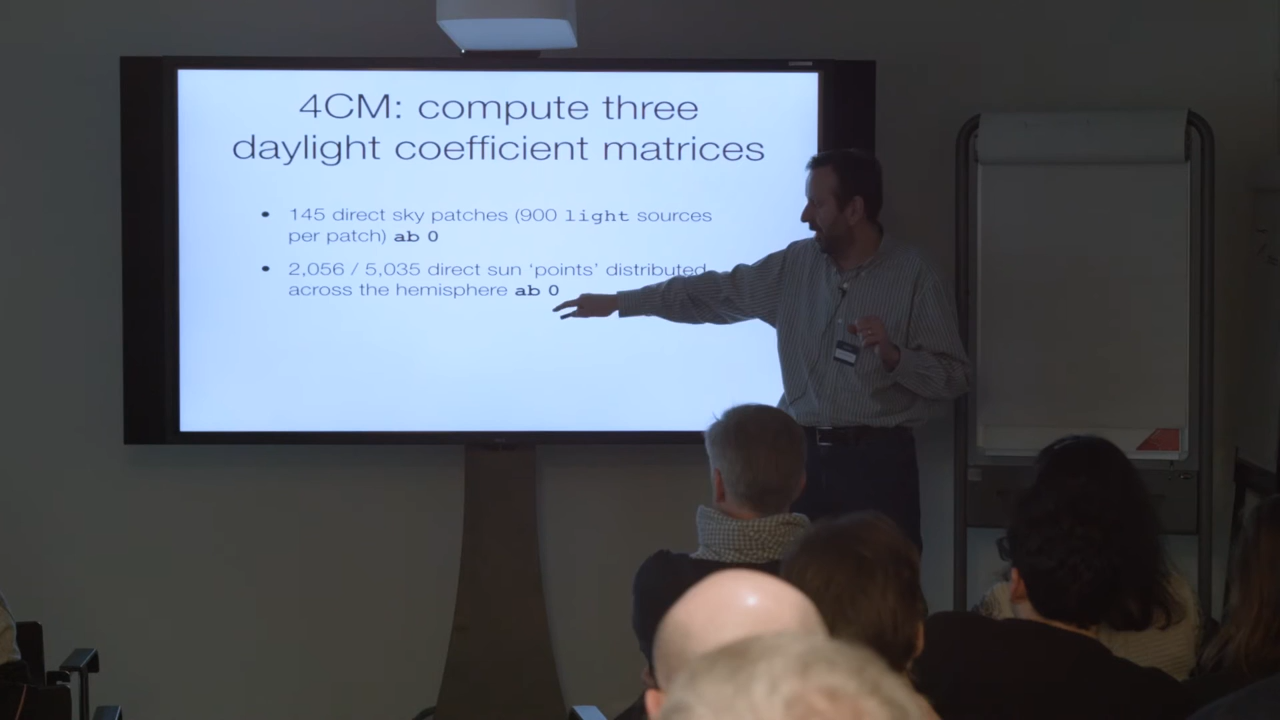 4CM: compute three
daylight coefficient matrices
• 145 direct sky patches (900 light sources
per patch) ab 0
• 2,056 / 5,035 direct sun ‘points’ distributed
across the hemisphere ab 0